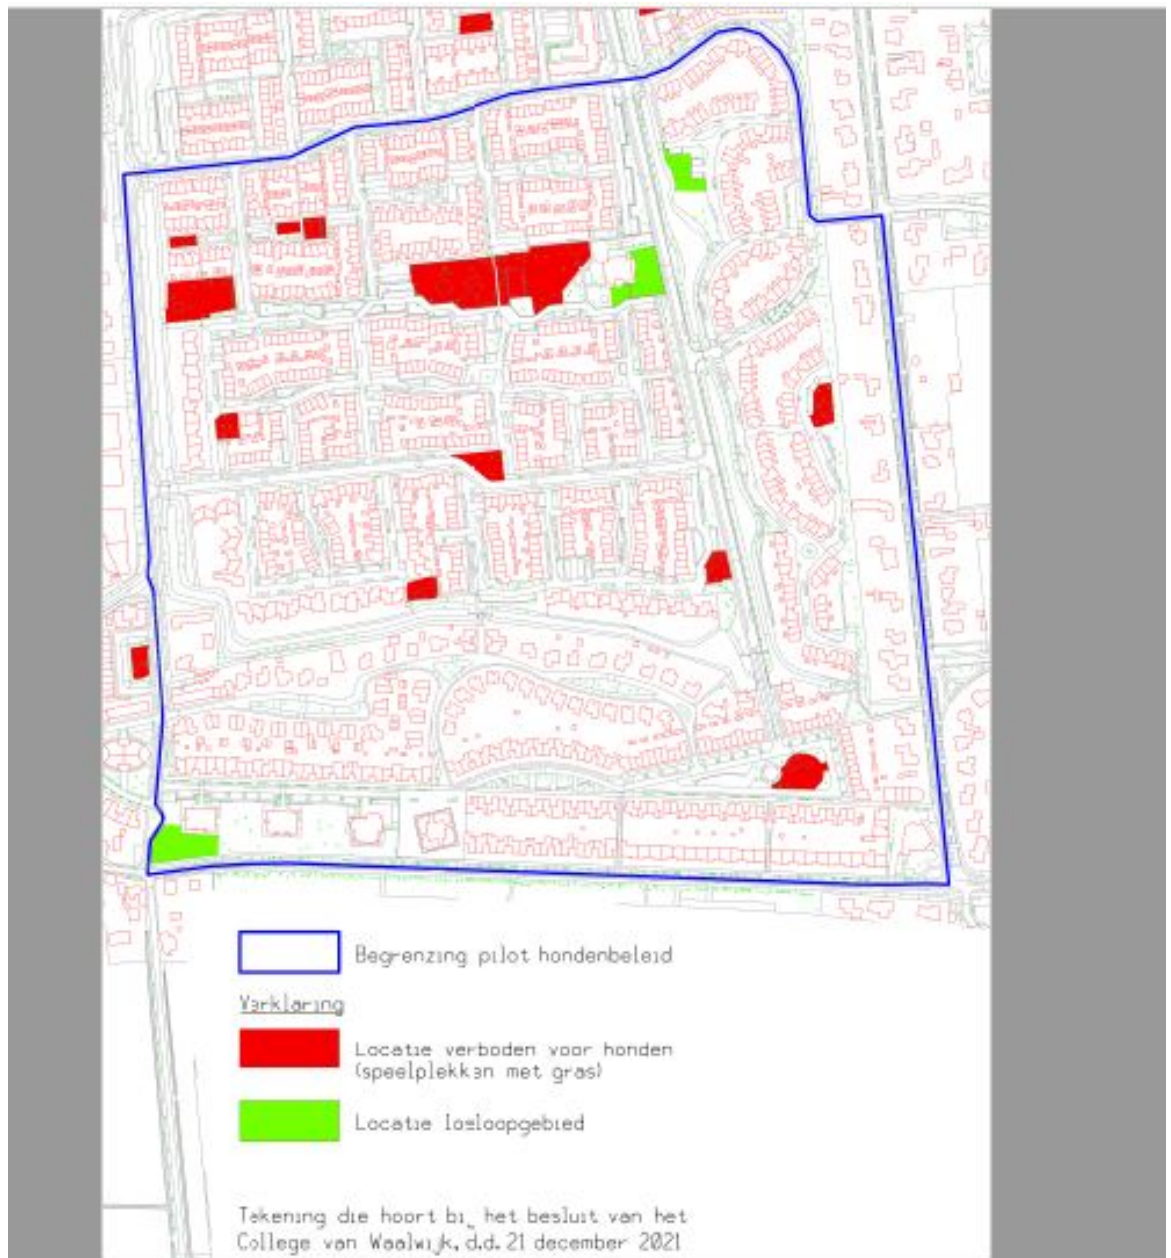 Begrenzing pilot hondenbeleid
Verklaring
Locatie verboden voor honden
(speelplekken met gras)
Locatie losloopgebied
Tekening die hoort bij het besluit van het
College van Waalwijk, d.d. 21 december 2021